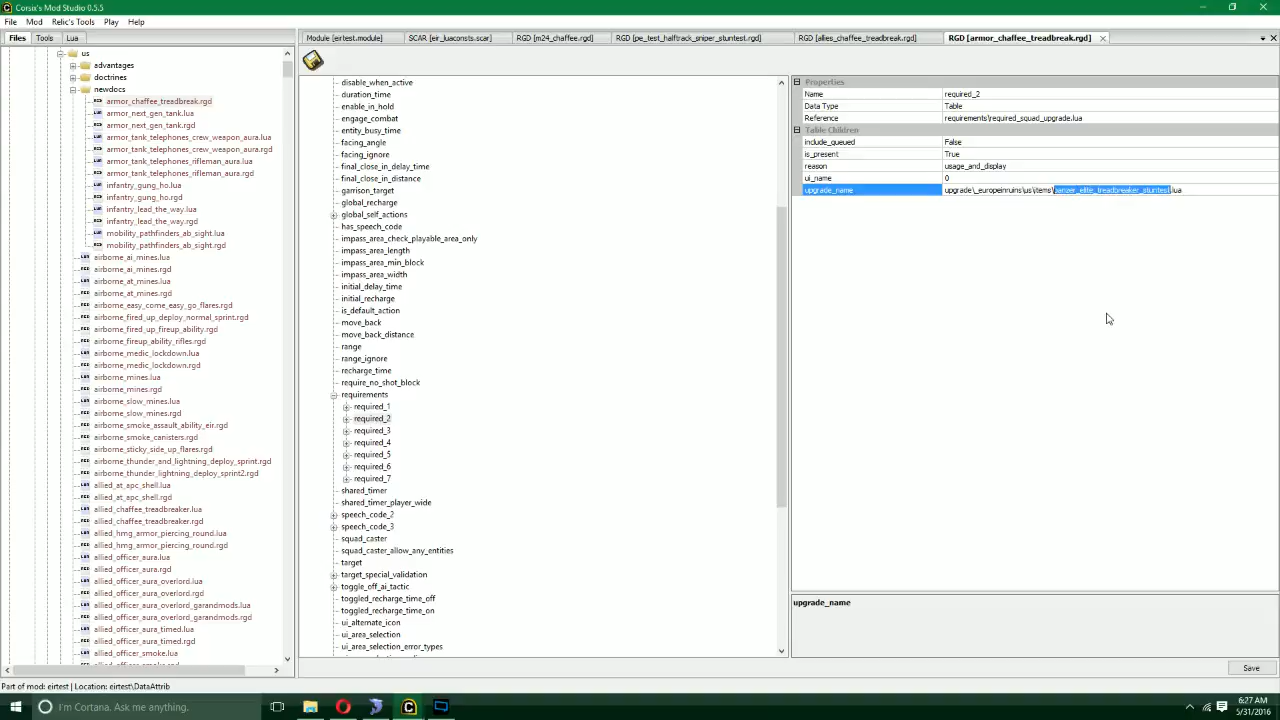 Corsix's Mod Studio 0.5.5
File Mod Relic's Tools Play Help
Files Tools Lua
Module [eirtest.module] SCAR [eir_luaconsts.scar] RGD [m24_chaffee.rgd] RGD [pe_test_halftrack_sniper_stuntest.rgd] RGD [allies_chaffee_treadbreak.rgd] RGD [armor_chaffee_treadbreak.rgd]
us
advantages
doctrines
newdocs
armor_chaffee_treadbreak.rgd
armor_next_gen_tank.lua
armor_next_gen_tank.rgd
armor_tank_telephones_crew_weapon_aura.lua
armor_tank_telephones_crew_weapon_aura.rgd
armor_tank_telephones_rifleman_aura.lua
armor_tank_telephones_rifleman_aura.rgd
infantry_gung_ho.lua
infantry_gung_ho.rgd
infantry_lead_the_way.lua
infantry_lead_the_way.rgd
mobility_pathfinders_ab_sight.lua
mobility_pathfinders_ab_sight.rgd
airborne_ai_mines.lua
airborne_ai_mines.rgd
airborne_at_mines.lua
airborne_at_mines.rgd
airborne_easy_come_easy_go_flares.rgd
airborne_fired_up_deploy_normal_sprint.rgd
airborne_fired_up_fireup_ability.rgd
airborne_fireup_ability_rifles.rgd
airborne_medic_lockdown.lua
airborne_medic_lockdown.rgd
airborne_mines.lua
airborne_mines.rgd
airborne_slow_mines.lua
airborne_slow_mines.rgd
airborne_smoke_assault_ability_eir.rgd
airborne_smoke_canisters.rgd
airborne_sticky_side_up_flares.rgd
airborne_thunder_and_lightning_deploy_sprint.rgd
airborne_thunder_lightning_deploy_sprint2.rgd
allied_at_apc_shell.lua
allied_at_apc_shell.rgd
allied_chaffee_treadbreaker.lua
allied_chaffee_treadbreaker.rgd
allied_hmg_armor_piercing_round.lua
allied_hmg_armor_piercing_round.rgd
allied_officer_aura.lua
allied_officer_aura.rgd
allied_officer_aura_overlord.lua
allied_officer_aura_overlord.rgd
allied_officer_aura_overlord_garandmods.lua
allied_officer_aura_overlord_garandmods.rgd
allied_officer_aura_timed.lua
allied_officer_aura_timed.rgd
allied_officer_smoke.lua
allied_officer_smoke.rgd
disable_when_active
duration_time
enable_in_hold
engage_combat
entity_busy_time
facing_angle
facing_ignore
final_close_in_delay_time
final_close_in_distance
garrison_target
global_recharge
global_self_actions
has_speech_code
impass_area_check_playable_area_only
impass_area_length
impass_area_min_block
impass_area_width
initial_delay_time
initial_recharge
is_default_action
move_back
move_back_distance
range
range_ignore
recharge_time
require_no_shot_block
requirements
required_1
required_2
required_3
required_4
required_5
required_6
required_7
shared_timer
shared_timer_player_wide
speech_code_2
speech_code_3
squad_caster
squad_caster_allow_any_entities
target
target_special_validation
toggle_off_ai_tactic
toggled_recharge_time_off
toggled_recharge_time_on
ui_alternate_icon
ui_area_selection
ui_area_selection_error_types
Properties
Name required_2
Data Type Table
Reference requirements\required_squad_upgrade.lua
Table Children
include_queued False
is_present True
reason usage_and_display
ui_name 0
upgrade_name upgrade\_europeinruins\us\items\panzer_elite_treadbreaker_stuntest.lua
upgrade_name
Save
Part of mod: eirtest | Location: eirtest\DataAttrib
I'm Cortana. Ask me anything.
6:27 AM
5/31/2016